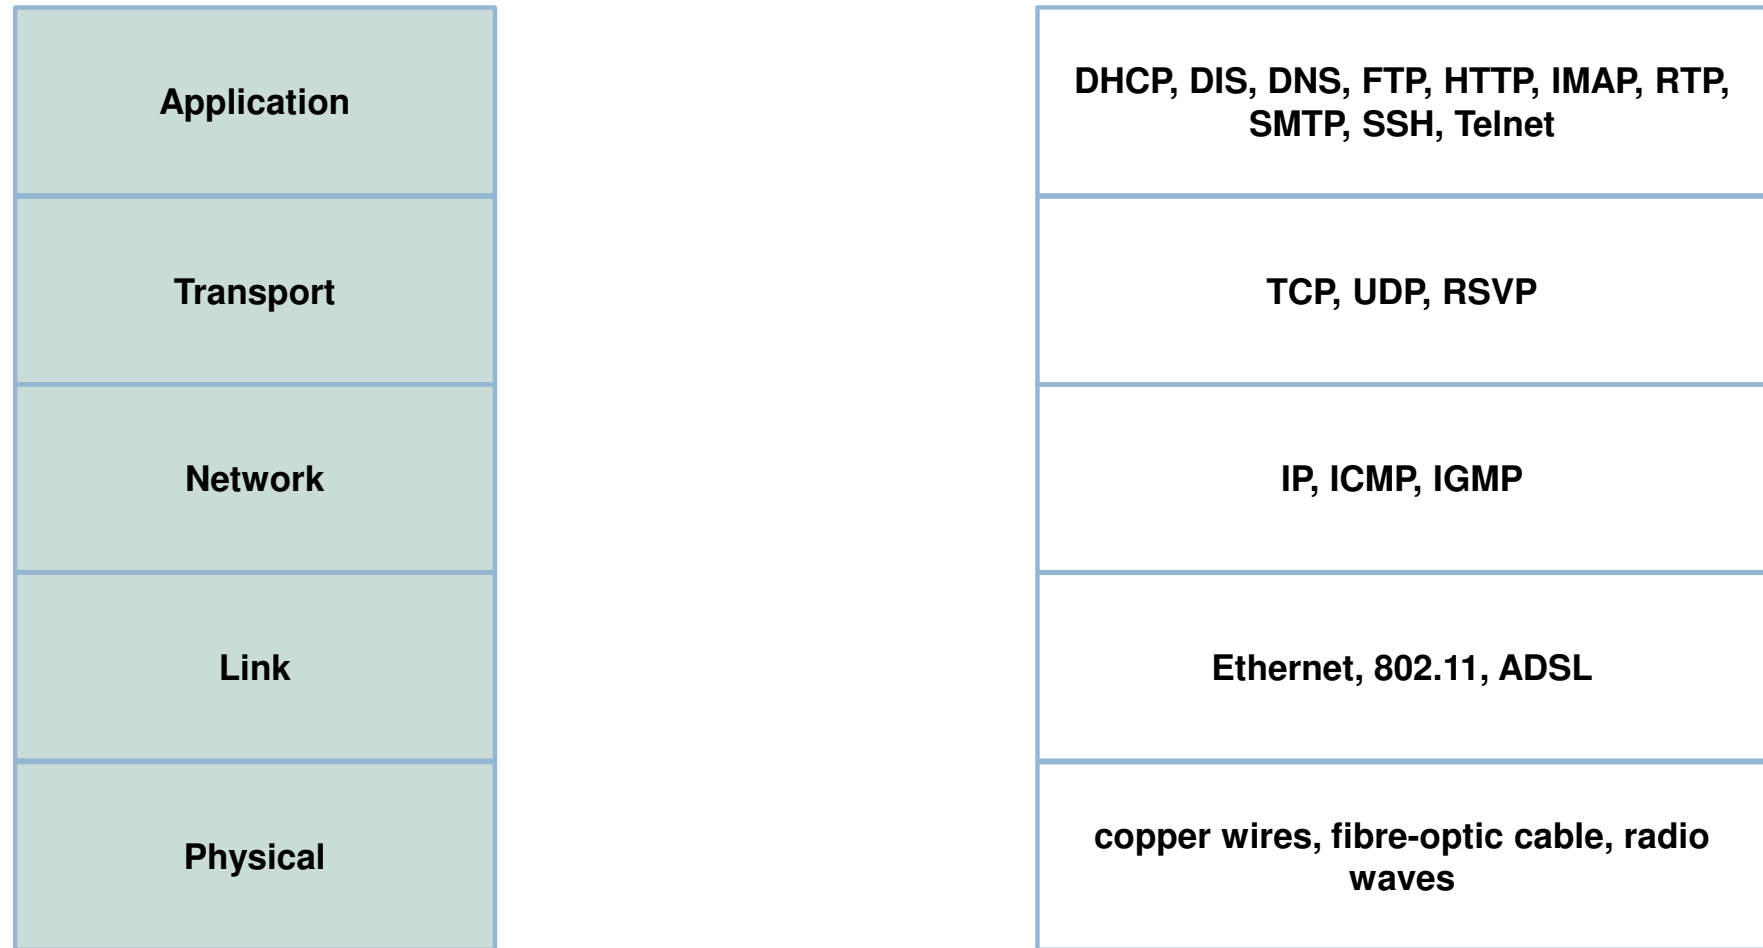 Application
DHCP, DIS, DNS, FTP, HTTP, IMAP, RTP,
SMTP, SSH, Telnet
Transport
TCP, UDP, RSVP
Network
IP, ICMP, IGMP
Link
Ethernet, 802.11, ADSL
Physical
copper wires, fibre-optic cable, radio
waves